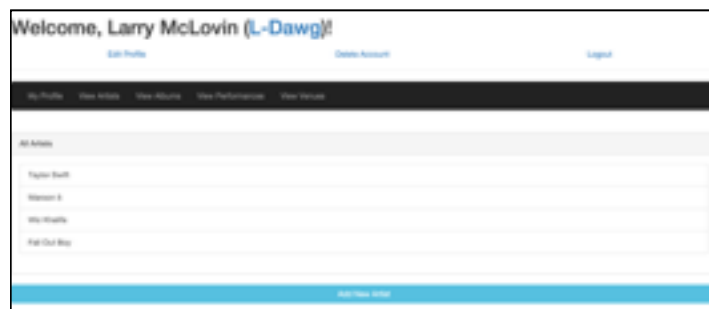 Welcome, Larry McLovin (L-Dawg)!
Edit Profile Delete Account Logout
My Profile View Artists View Albums View Performances View Venues
All Artists
Taylor Swift
Maroon 5
Wiz Khalifa
Fall Out Boy
Add New Artist